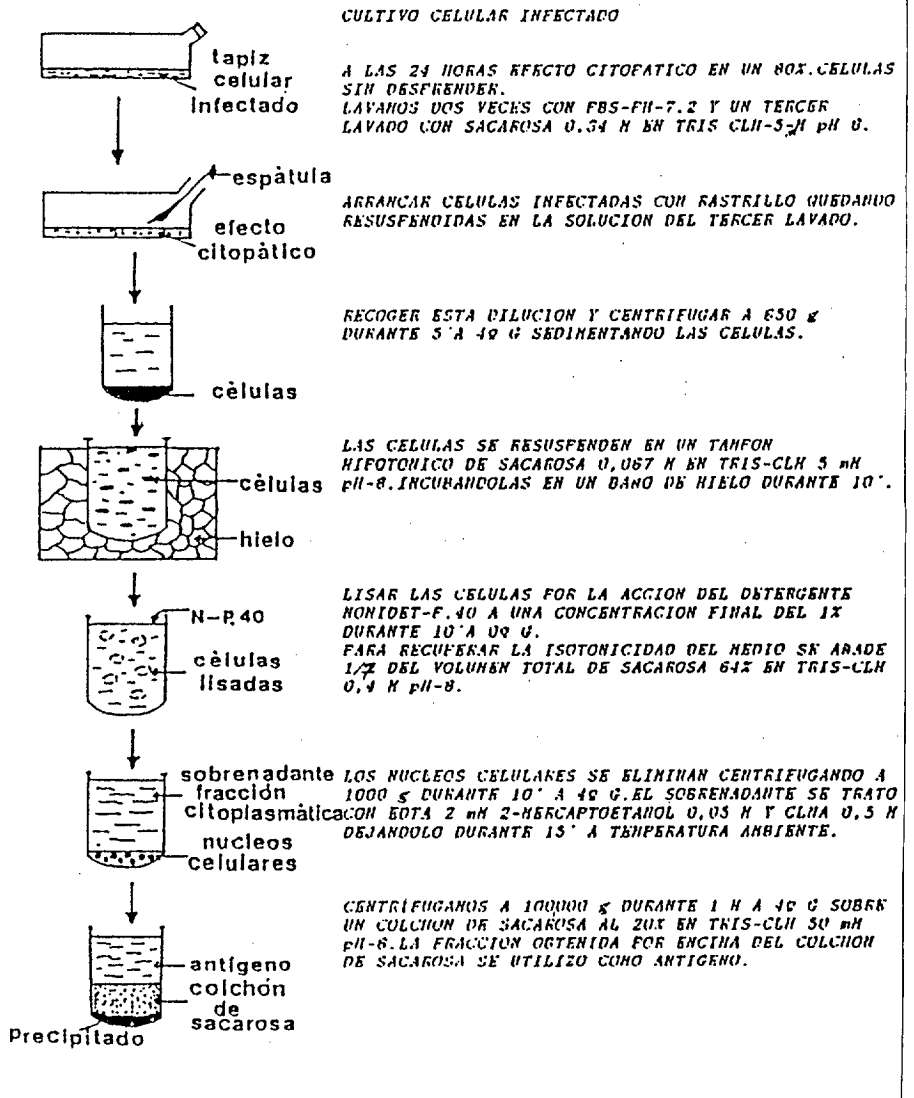 CULTIVO CELULAR INFECTADO
tapiz
celular
Infectado
A LAS 24 HORAS EFECTO CITOPATICO EN UN 80%.CELULAS
SIN DESPRENDER.
LAVAMOS DOS VECES CON PBS-PH-7.2 Y UN TERCER
LAVADO CON SACAROSA 0,34 M EN TRIS CLH-5-M pH 8.
espàtula
efecto
citopàtico
ARRANCAR CELULAS INFECTADAS CON RASTRILLO QUEDANDO
RESUSPENDIDAS EN LA SOLUCION DEL TERCER LAVADO.
RECOGER ESTA DILUCION Y CENTRIFUGAR A 650 g
DURANTE 5'A 4º C SEDIMENTANDO LAS CELULAS.
cèlulas
LAS CELULAS SE RESUSPENDEN EN UN TAMPON
HIPOTONICO DE SACAROSA 0,067 M EN TRIS-CLH 5 mM
pH-8.INCUBANDOLAS EN UN BANO DE HIELO DURANTE 10'.
cèlulas
hielo
LISAR LAS CELULAS POR LA ACCION DEL DETERGENTE
NONIDET-P.40 A UNA CONCENTRACION FINAL DEL 1%
DURANTE 10'A 0º C.
PARA RECUPERAR LA ISOTONICIDAD DEL MEDIO SE ANADE
1/7 DEL VOLUMEN TOTAL DE SACAROSA 64% EN TRIS-CLH
0,4 M pH-8.
N-P.40
cèlulas
lisadas
sobrenadante
fracción
citoplasmàtica
nucleos
celulares
LOS NUCLEOS CELULARES SE ELIMINAN CENTRIFUGANDO A
1000 g DURANTE 10' A 4º C.EL SOBRENADANTE SE TRATO
CON EDTA 2 mM 2-MERCAPTOETANOL 0,05 M Y CLNA 0,5 M
DEJANDOLO DURANTE 15' A TEMPERATURA AMBIENTE.
CENTRIFUGAMOS A 100,000 g DURANTE 1 H A 4º C SOBRE
UN COLCHON DE SACAROSA AL 20% EN TRIS-CLH 50 mM
pH-8.LA FRACCION OBTENIDA POR ENCIMA DEL COLCHON
DE SACAROSA SE UTILIZO COMO ANTIGENO.
antígeno
colchón
de
sacarosa
Precipitado